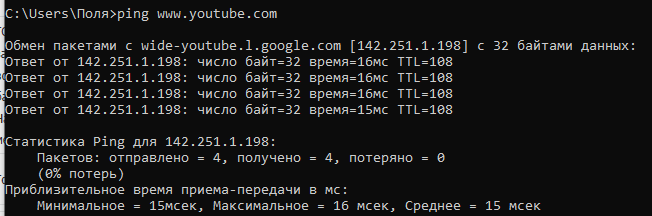 C:\Users\Поля>ping www.youtube.com
Обмен пакетами с wide-youtube.l.google.com [142.251.1.198] с 32 байтами данных:
Ответ от 142.251.1.198: число байт=32 время=16мс TTL=108
Ответ от 142.251.1.198: число байт=32 время=16мс TTL=108
Ответ от 142.251.1.198: число байт=32 время=16мс TTL=108
Ответ от 142.251.1.198: число байт=32 время=15мс TTL=108
Статистика Ping для 142.251.1.198:
Пакетов: отправлено = 4, получено = 4, потеряно = 0
(0% потерь)
Приблизительное время приема-передачи в мс:
Минимальное = 15мсек, Максимальное = 16 мсек, Среднее = 15 мсек